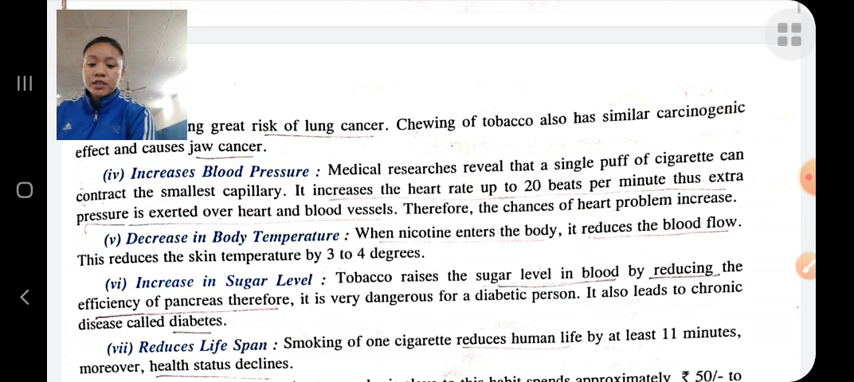 ng great risk of lung cancer. Chewing of tobacco also has similar carcinogenic
effect and causes jaw cancer.
(iv) Increases Blood Pressure : Medical researches reveal that a single puff of cigarette can
contract the smallest capillary. It increases the heart rate up to 20 beats per minute thus extra
pressure is exerted over heart and blood vessels. Therefore, the chances of heart problem increase.
(v) Decrease in Body Temperature : When nicotine enters the body, it reduces the blood flow.
This reduces the skin temperature by 3 to 4 degrees.
(vi) Increase in Sugar Level : Tobacco raises the sugar level in blood by reducing the
efficiency of pancreas therefore, it is very dangerous for a diabetic person. It also leads to chronic
disease called diabetes.
(vii) Reduces Life Span : Smoking of one cigarette reduces human life by at least 11 minutes,
moreover, health status declines.
this habit spends approximately ₹ 50/- to